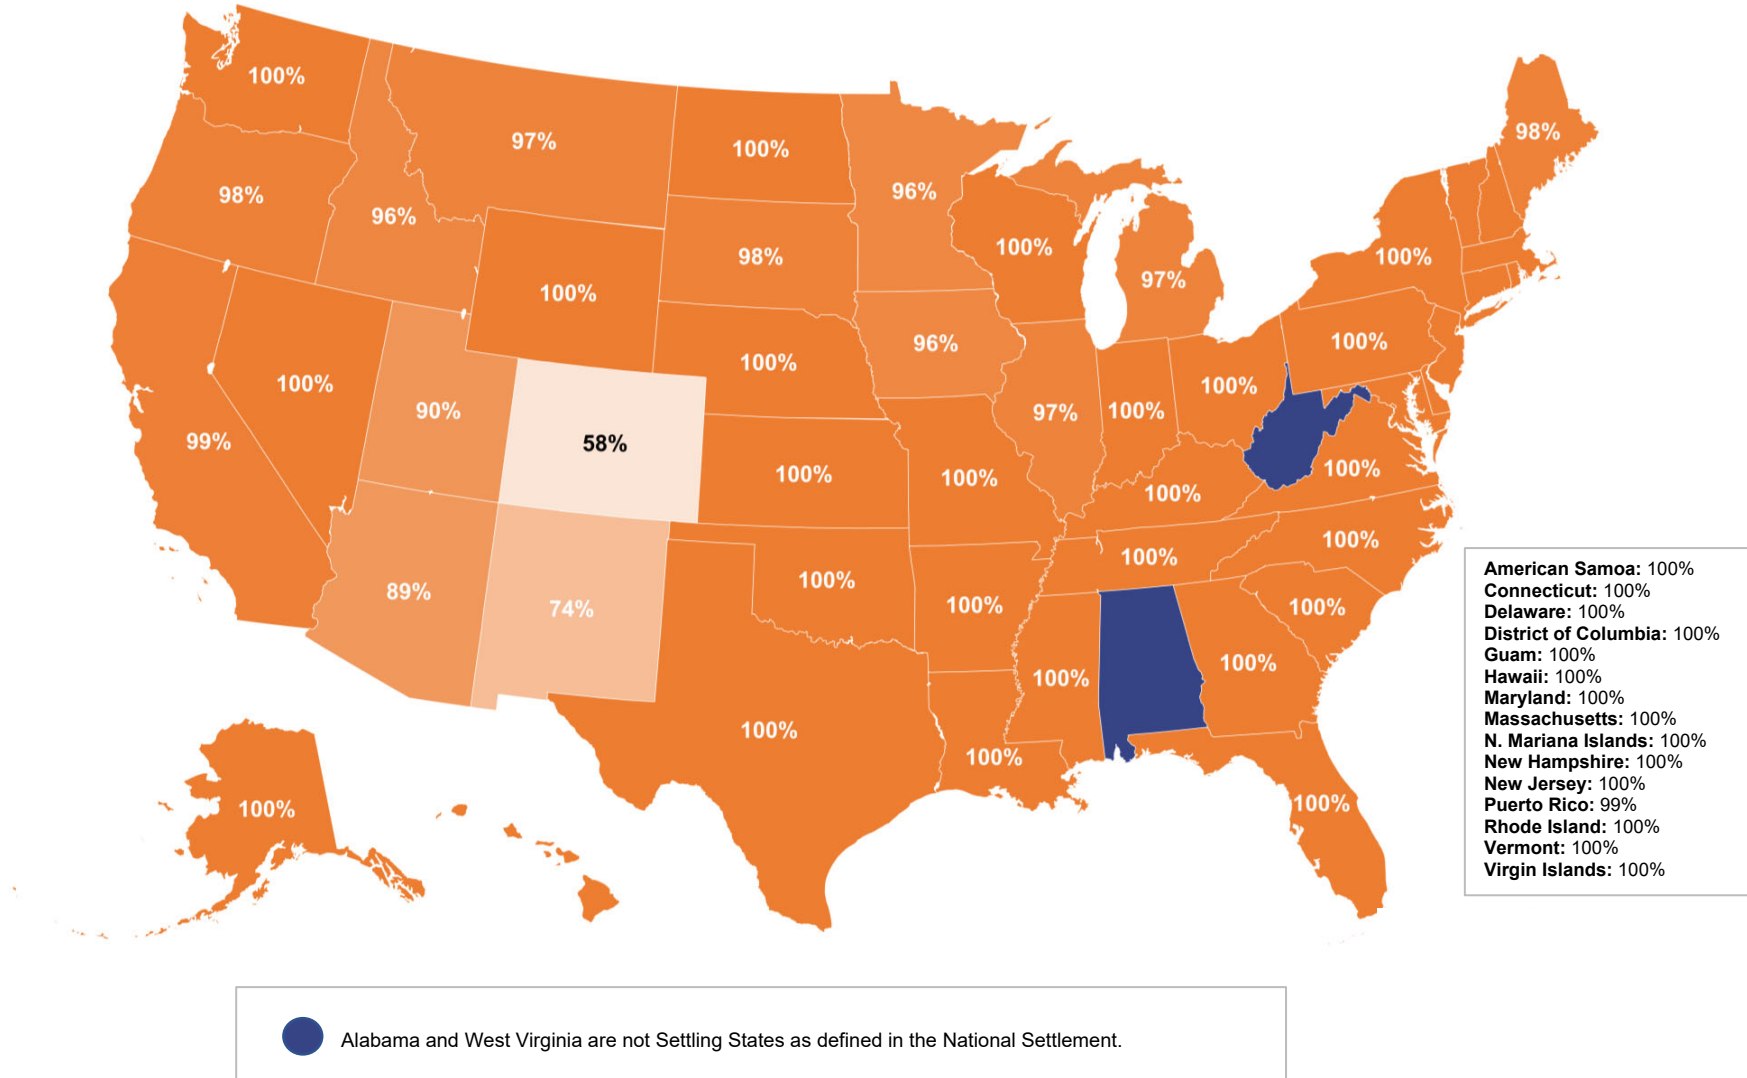 100%
98%
97%
100%
98%
96%
96%
100%
98%
100%
97%
100%
100%
96%
100%
100%
100%
90%
58%
97%
100%
100%
99%
100%
100%
100%
100%
89%
74%
100%
100%
100%
100%
100%
100%
100%
100%
100%
100%
100%
100%
American Samoa: 100%
Connecticut: 100%
Delaware: 100%
District of Columbia: 100%
Guam: 100%
Hawaii: 100%
Maryland: 100%
Massachusetts: 100%
N. Mariana Islands: 100%
New Hampshire: 100%
New Jersey: 100%
Puerto Rico: 99%
Rhode Island: 100%
Vermont: 100%
Virgin Islands: 100%
Alabama and West Virginia are not Settling States as defined in the National Settlement.